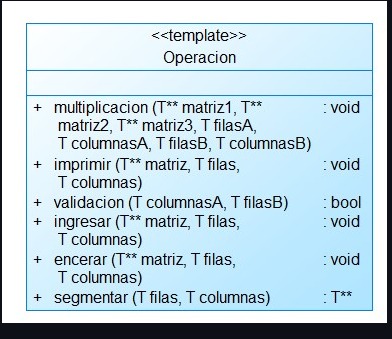 <<template>>
Operacion
+ multiplicacion (T** matriz1, T** : void
matriz2, T** matriz3, T filasA,
T columnasA, T filasB, T columnasB)
+ imprimir (T** matriz, T filas, : void
T columnas)
+ validacion (T columnasA, T filasB) : bool
+ ingresar (T** matriz, T filas, : void
T columnas)
+ encerar (T** matriz, T filas, : void
T columnas)
+ segmentar (T filas, T columnas) : T**